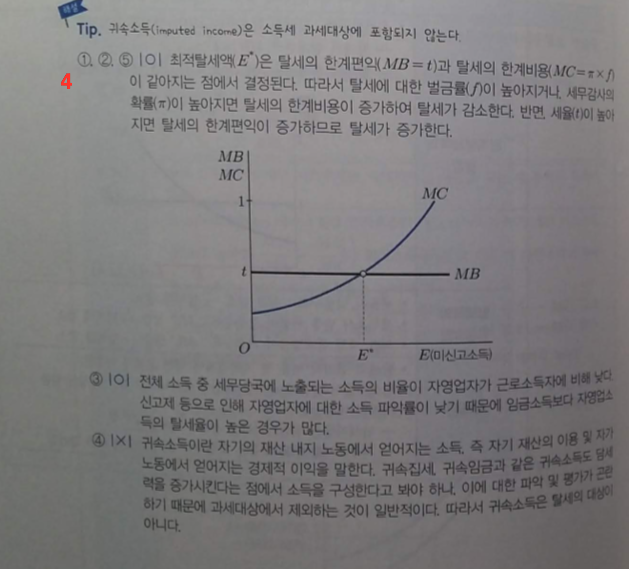 해설
Tip. 귀속소득(imputed income)은 소득세 과세대상에 포함되지 않는다.
①, ②, ⑤ |○| 최적탈세액(E*)은 탈세의 한계편익(MB=t)과 탈세의 한계비용(MC=π×f)
4
이 같아지는 점에서 결정된다. 따라서 탈세에 대한 벌금률(f)이 높아지거나, 세무감사의
확률(π)이 높아지면 탈세의 한계비용이 증가하여 탈세가 감소한다. 반면, 세율(t)이 높아
지면 탈세의 한계편익이 증가하므로 탈세가 증가한다.
MB
MC
1
MC
t
MB
O
E*
E(미신고소득)
③ |○| 전체 소득 중 세무당국에 노출되는 소득의 비율이 자영업자가 근로소득자에 비해 낮다.
신고제 등으로 인해 자영업자에 대한 소득 파악률이 낮기 때문에 임금소득보다 자영업소
득의 탈세율이 높은 경우가 많다.
④ |×| 귀속소득이란 자기의 재산 내지 노동에서 얻어지는 소득, 즉 자기 재산의 이용 및 자가
노동에서 얻어지는 경제적 이익을 말한다. 귀속집세, 귀속임금과 같은 귀속소득도 담세
력을 증가시킨다는 점에서 소득을 구성한다고 봐야 하나, 이에 대한 파악 및 평가가 곤란
하기 때문에 과세대상에서 제외하는 것이 일반적이다. 따라서 귀속소득은 탈세의 대상이
아니다.